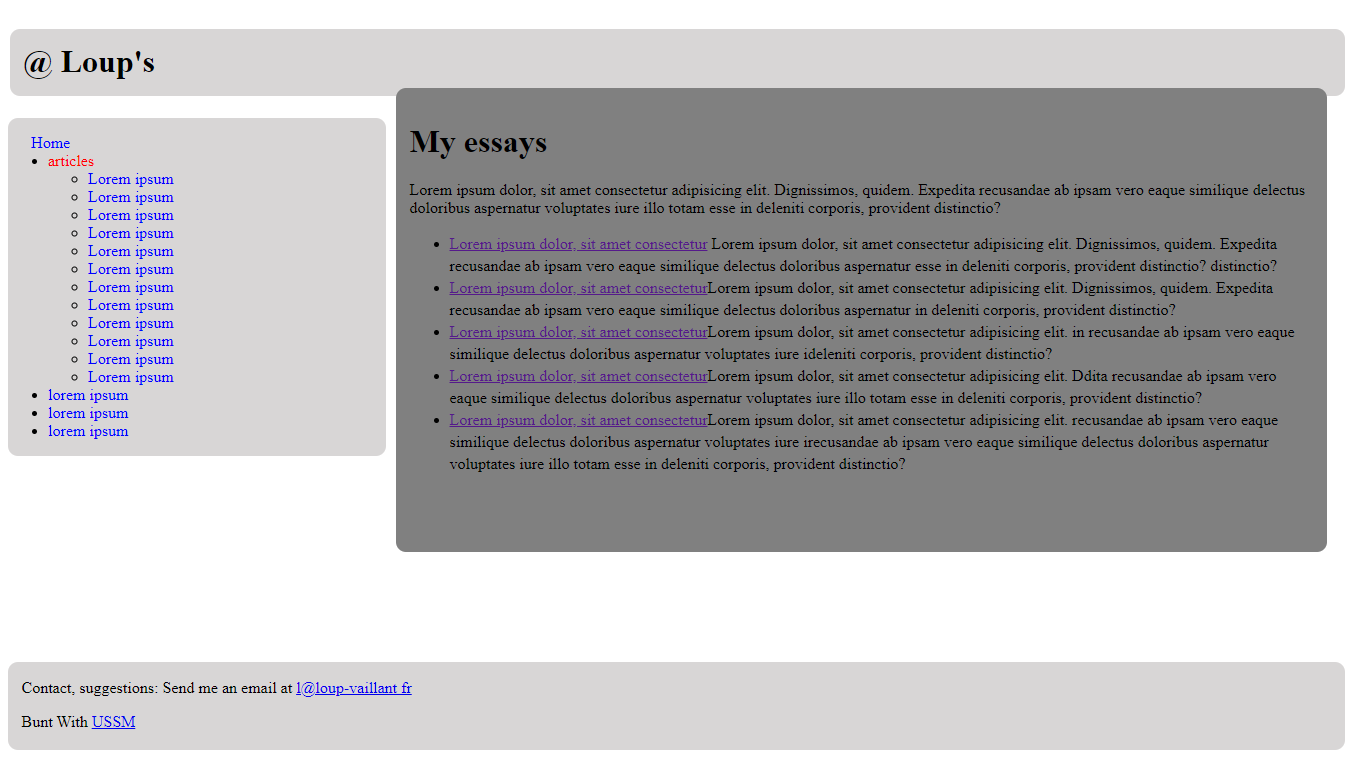 @ Loup's
Home
articles
Lorem ipsum
Lorem ipsum
Lorem ipsum
Lorem ipsum
Lorem ipsum
Lorem ipsum
Lorem ipsum
Lorem ipsum
Lorem ipsum
Lorem ipsum
Lorem ipsum
Lorem ipsum
lorem ipsum
lorem ipsum
lorem ipsum
My essays
Lorem ipsum dolor, sit amet consectetur adipisicing elit. Dignissimos, quidem. Expedita recusandae ab ipsam vero eaque similique delectus
doloribus aspernatur voluptates iure illo totam esse in deleniti corporis, provident distinctio?
Lorem ipsum dolor, sit amet consectetur Lorem ipsum dolor, sit amet consectetur adipisicing elit. Dignissimos, quidem. Expedita
recusandae ab ipsam vero eaque similique delectus doloribus aspernatur esse in deleniti corporis, provident distinctio? distinctio?
Lorem ipsum dolor, sit amet consecteturLorem ipsum dolor, sit amet consectetur adipisicing elit. Dignissimos, quidem. Expedita
recusandae ab ipsam vero eaque similique delectus doloribus aspernatur in deleniti corporis, provident distinctio?
Lorem ipsum dolor, sit amet consecteturLorem ipsum dolor, sit amet consectetur adipisicing elit. in recusandae ab ipsam vero eaque
similique delectus doloribus aspernatur voluptates iure ideleniti corporis, provident distinctio?
Lorem ipsum dolor, sit amet consecteturLorem ipsum dolor, sit amet consectetur adipisicing elit. Ddita recusandae ab ipsam vero
eaque similique delectus doloribus aspernatur voluptates iure illo totam esse in deleniti corporis, provident distinctio?
Lorem ipsum dolor, sit amet consecteturLorem ipsum dolor, sit amet consectetur adipisicing elit. recusandae ab ipsam vero eaque
similique delectus doloribus aspernatur voluptates iure irecusandae ab ipsam vero eaque similique delectus doloribus aspernatur
voluptates iure illo totam esse in deleniti corporis, provident distinctio?
Contact, suggestions: Send me an email at l@loup-vaillant fr
Bunt With USSM